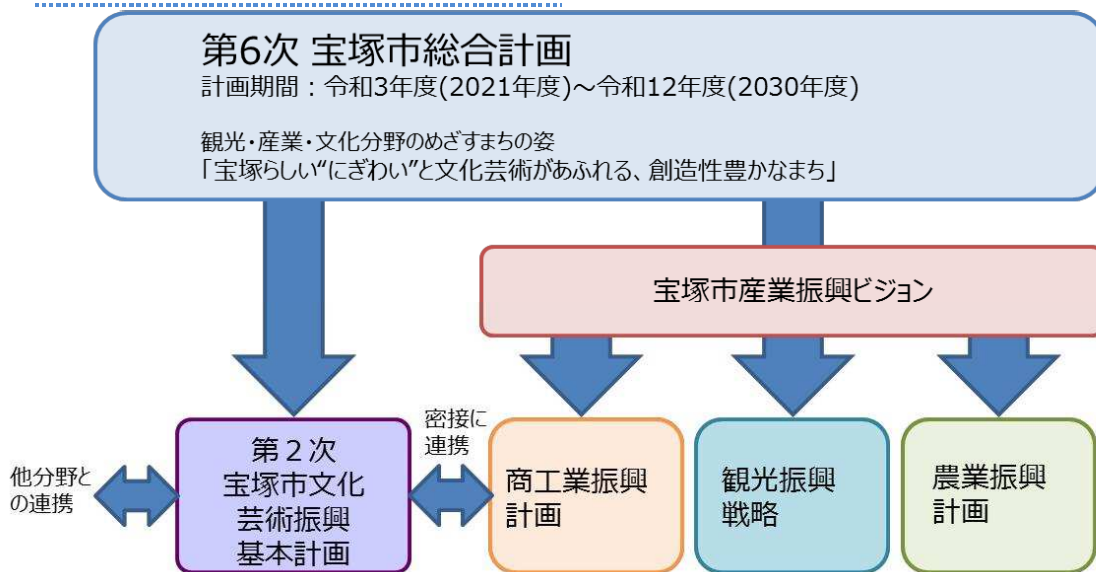 第6次 宝塚市総合計画
計画期間：令和3年度(2021年度)～令和12年度(2030年度)
観光・産業・文化分野のめざすまちの姿
「宝塚らしい“にぎわい”と文化芸術があふれる、創造性豊かなまち」
宝塚市産業振興ビジョン
他分野と
の連携
第２次
宝塚市文化
芸術振興
基本計画
密接に
連携
商工業振興
計画
観光振興
戦略
農業振興
計画